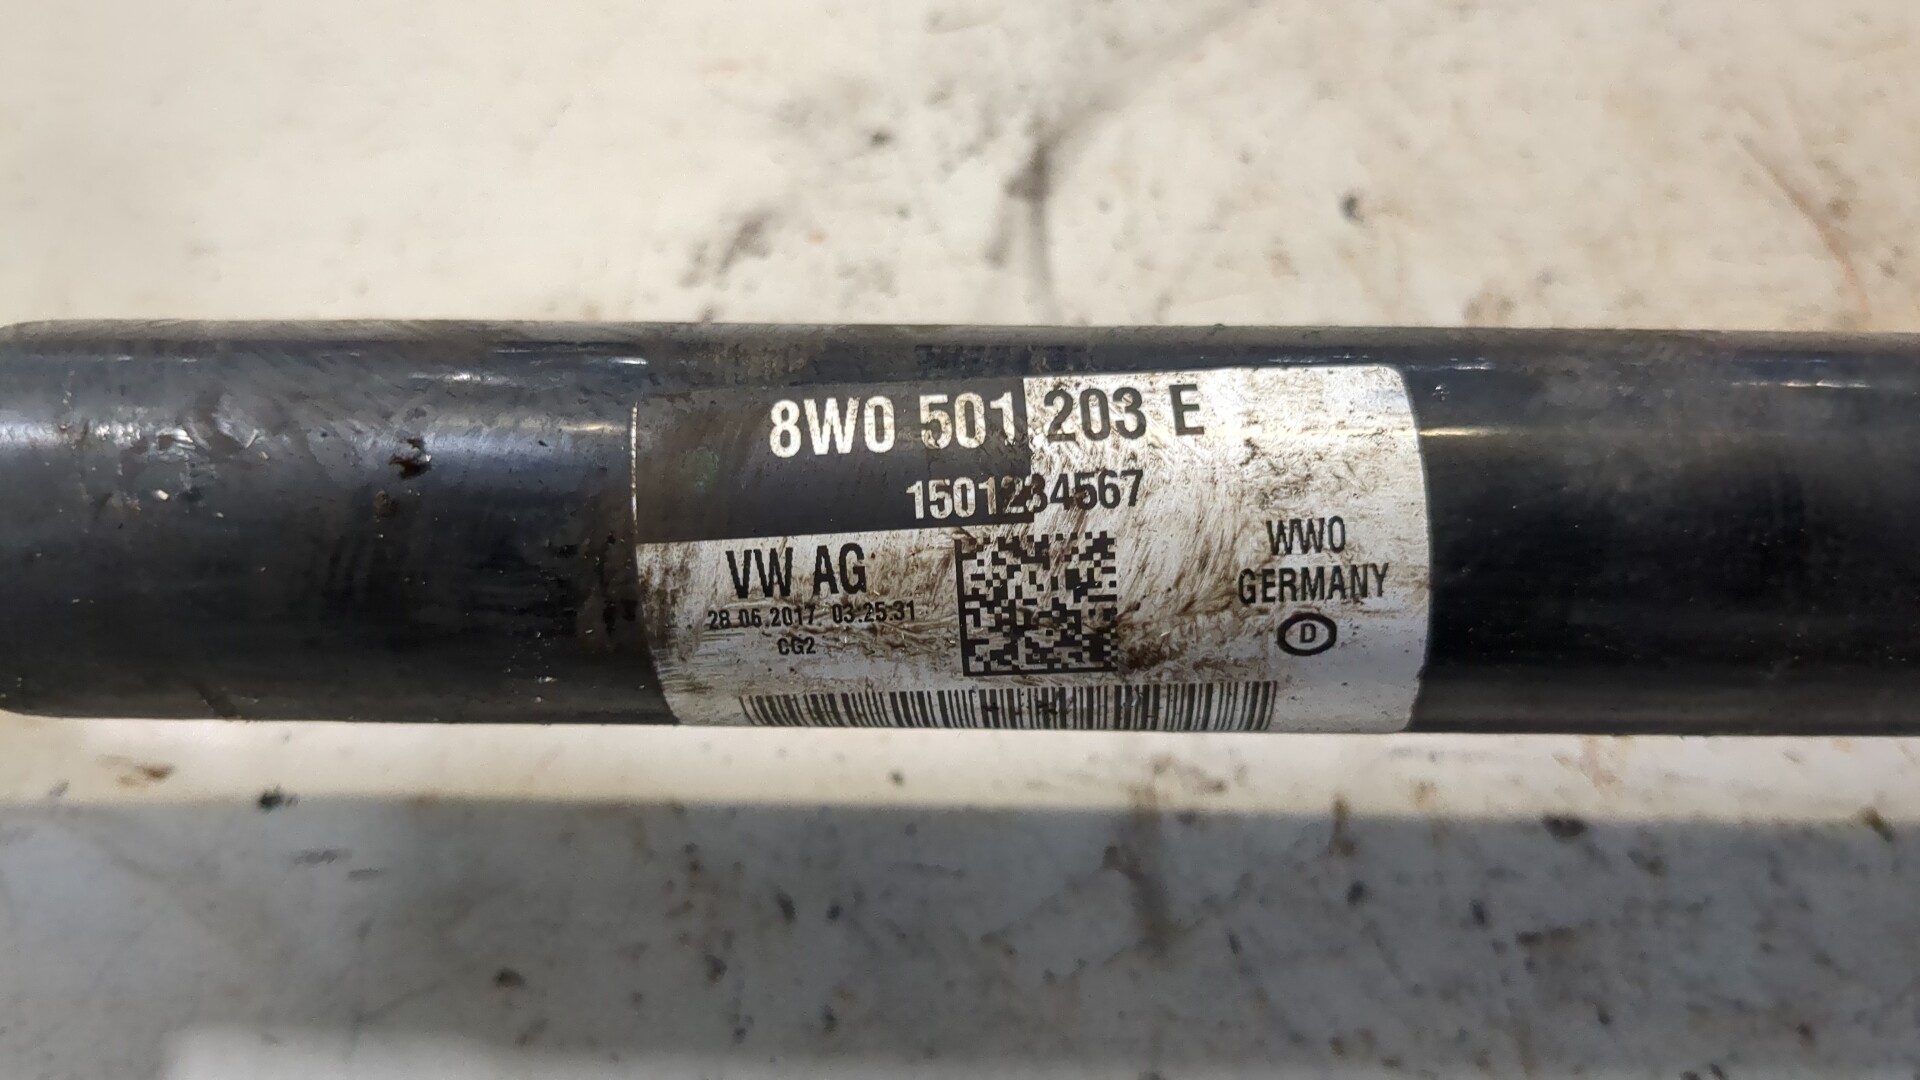 8W0 501 203 E
1501234567
VW AG
28.06.2017 03:25:31
CG2
WWO
GERMANY
D